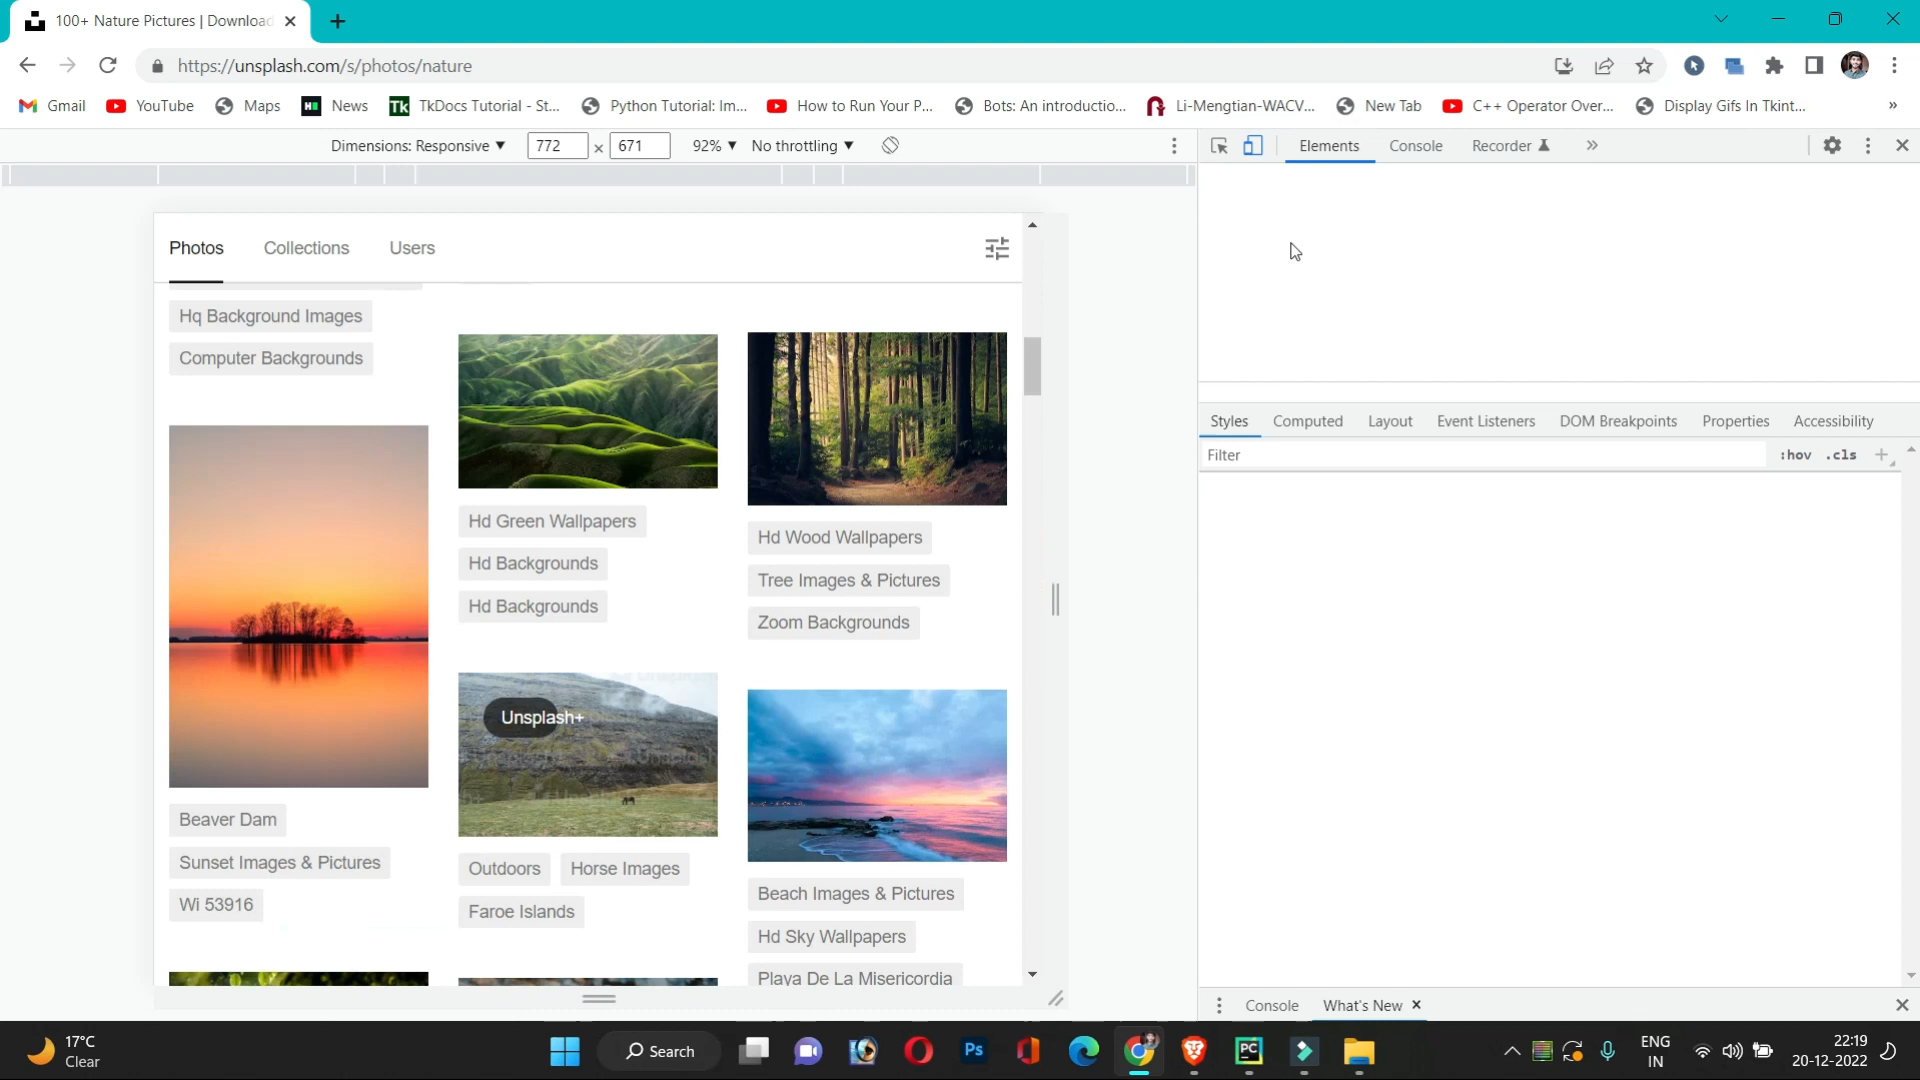 100+ Nature Pictures | Download
https://unsplash.com/s/photos/nature
Gmail YouTube Maps News TkDocs Tutorial - St... Python Tutorial: Im... How to Run Your P... Bots: An introductio... Li-Mengtian-WACV... New Tab C++ Operator Over... Display Gifs In Tkint... »
Dimensions: Responsive 772 × 671 92% No throttling
Elements Console Recorder »
Photos Collections Users
Hq Background Images
Computer Backgrounds
Beaver Dam
Sunset Images & Pictures
Wi 53916
Hd Green Wallpapers
Hd Backgrounds
Hd Backgrounds
Unsplash+
Outdoors Horse Images
Faroe Islands
Hd Wood Wallpapers
Tree Images & Pictures
Zoom Backgrounds
Beach Images & Pictures
Hd Sky Wallpapers
Playa De La Misericordia
Styles Computed Layout Event Listeners DOM Breakpoints Properties Accessibility
Filter :hov .cls +
Console What's New ×
17°C
Clear
Search
Ps
PC
ENG
IN
22:19
20-12-2022